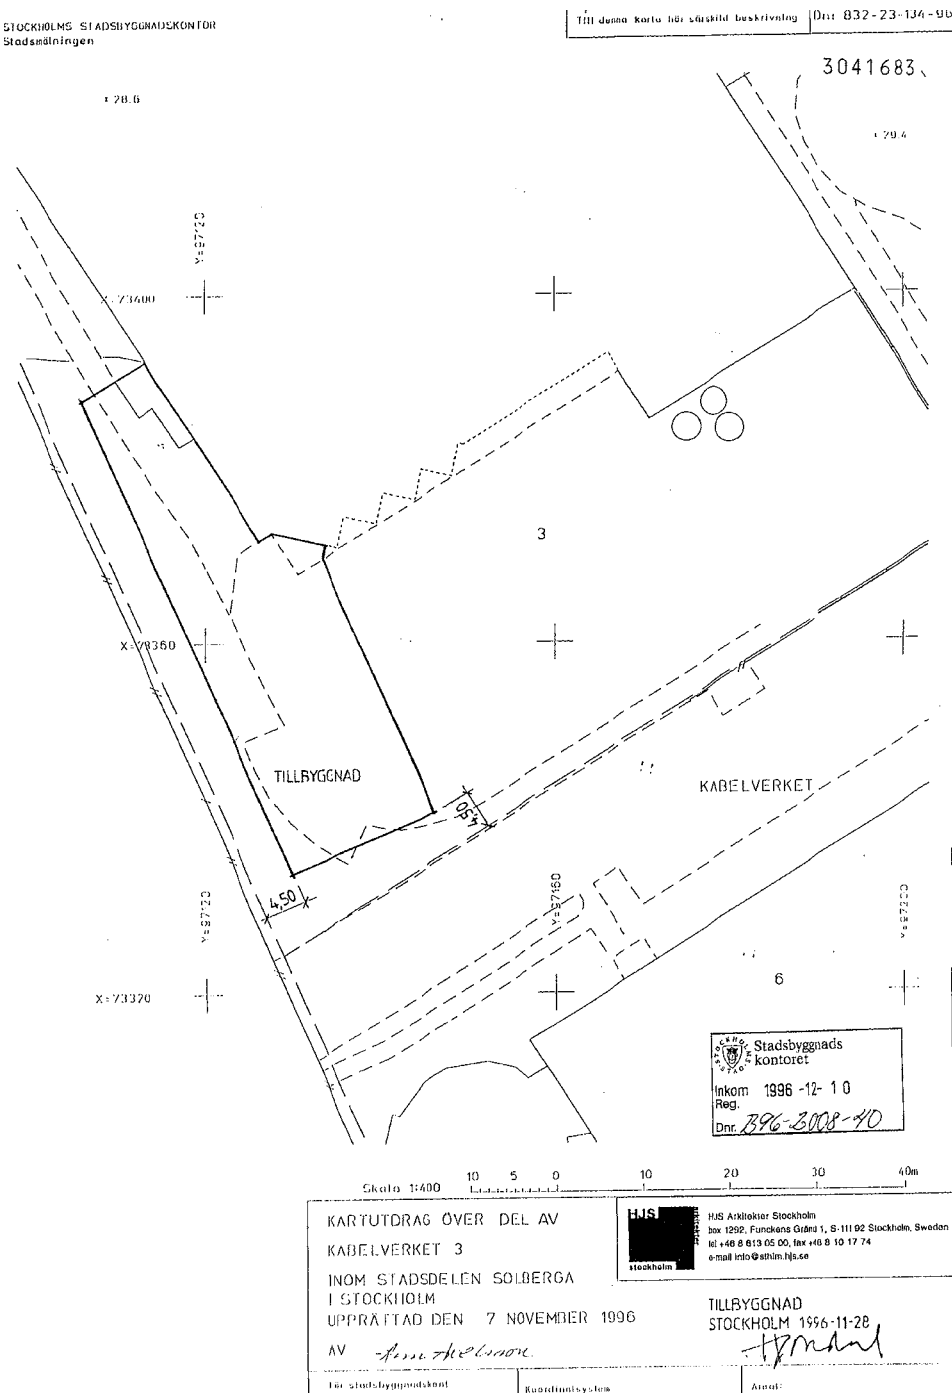 STOCKHOLMS STADSBYGGNADSKONTOR
Stadsmätningen
Till denna karta hör särskild beskrivning
Dnr 832-23-134-96
3041683
28.6
29.4
Y=97120
X=73400
3
X=73360
TILLBYGGNAD
4,50
4,50
KABELVERKET
Y=97120
Y=97160
Y=97200
X=73320
6
STOCKHOLMS STAD
Stadsbyggnads
kontoret
Inkom 1996-12-10
Reg.
Dnr. B96-2008-40
Skala 1:400
10 5 0 10 20 30 40m
KARTUTDRAG ÖVER DEL AV
KABELVERKET 3
INOM STADSDELEN SOLBERGA
I STOCKHOLM
UPPRÄTTAD DEN 7 NOVEMBER 1996
AV
HJS
arkitekter
stockholm
HJS Arkitekter Stockholm
box 1292, Funckens Gränd 1, S-111 92 Stockholm, Sweden
tel +46 8 613 05 00, fax +46 8 10 17 74
e-mail info@sthlm.hjs.se
TILLBYGGNAD
STOCKHOLM 1996-11-28
För stadsbyggnadskont
Koordinatsystem
Antal: